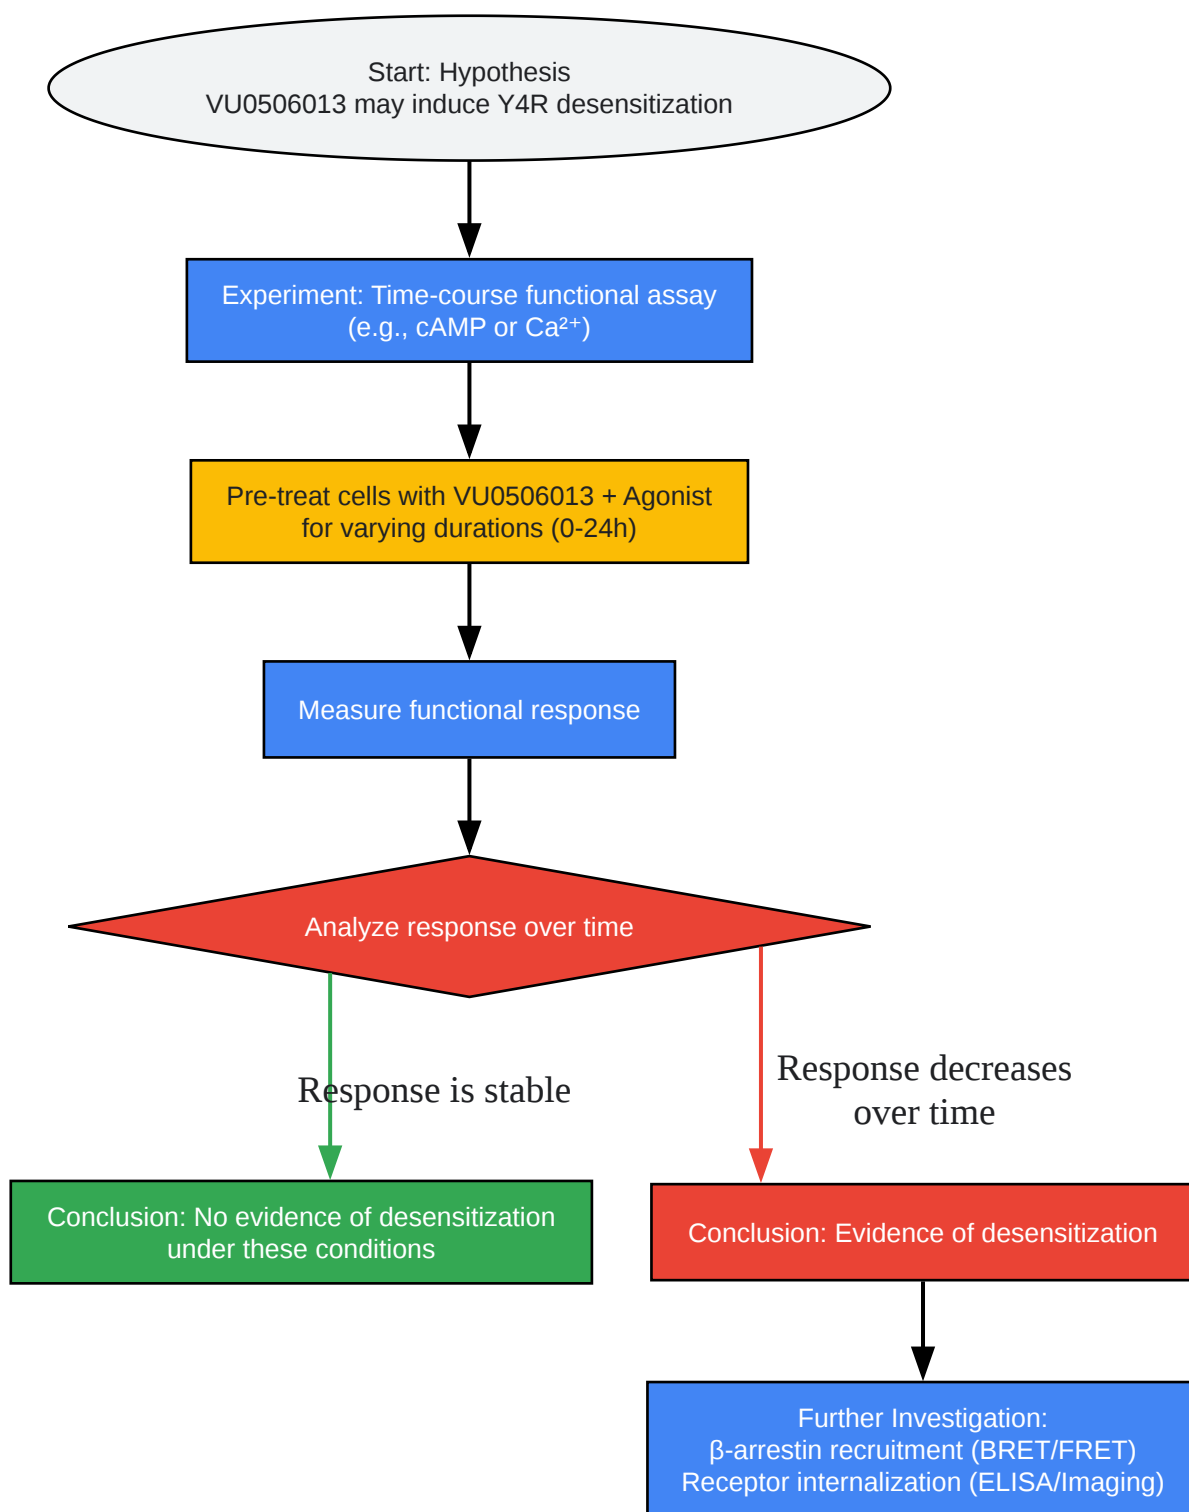 Start: Hypothesis
VU0506013 may induce Y4R desensitization
Experiment: Time-course functional assay
(e.g., cAMP or Ca²⁺)
Pre-treat cells with VU0506013 + Agonist
for varying durations (0-24h)
Measure functional response
Analyze response over time
Response is stable
Response decreases
over time
Conclusion: No evidence of desensitization
under these conditions
Conclusion: Evidence of desensitization
Further Investigation:
β-arrestin recruitment (BRET/FRET)
Receptor internalization (ELISA/Imaging)